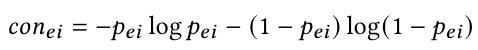 $con_{ei} = -p_{ei} \log p_{ei} - (1 - p_{ei}) \log(1 - p_{ei})$